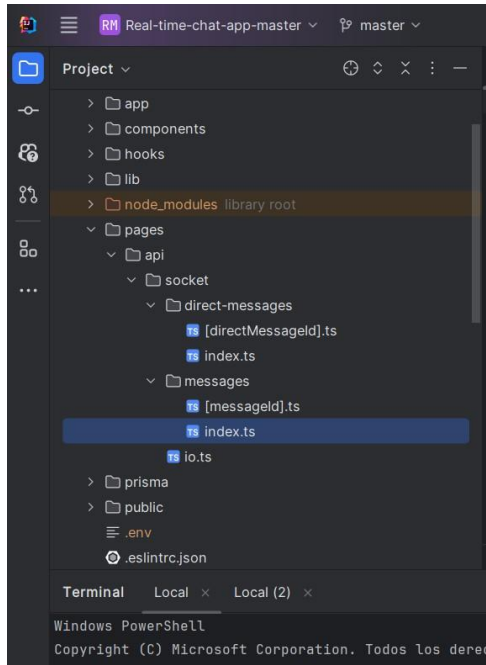 RM Real-time-chat-app-master master
Project
app
components
hooks
lib
node_modules library root
pages
api
socket
direct-messages
TS [directMessageId].ts
TS index.ts
messages
TS [messageId].ts
TS index.ts
TS io.ts
prisma
public
.env
.eslintrc.json
Terminal Local × Local (2) ×
Windows PowerShell
Copyright (C) Microsoft Corporation. Todos los dere